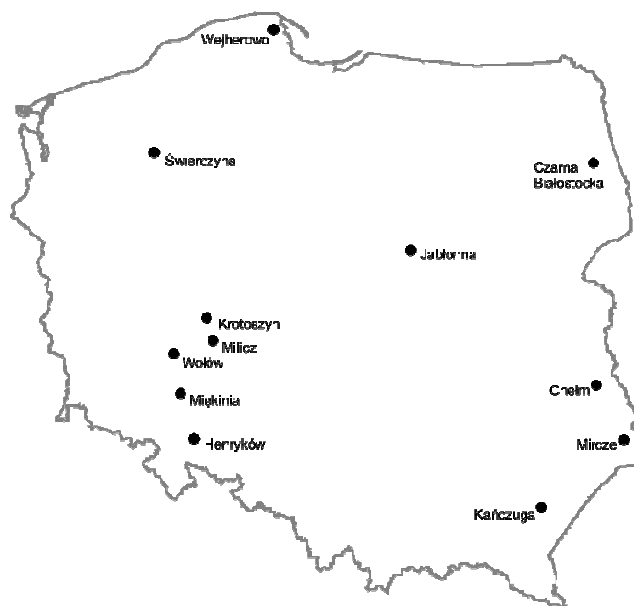 Wejherowo
Świerczyna
Czarna
Białostocka
Jabłonna
Krotoszyn
Milicz
Wołów
Miękinia
Chełm
Henryków
Mircze
Kańczuga